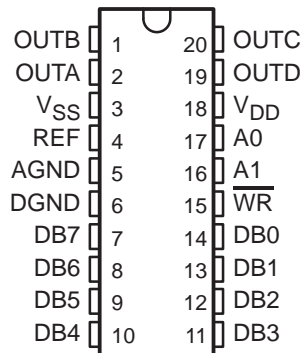 OUTB 1 20 OUTC
OUTA 2 19 OUTD
VSS 3 18 VDD
REF 4 17 A0
AGND 5 16 A1
DGND 6 15 W̅R̅
DB7 7 14 DB0
DB6 8 13 DB1
DB5 9 12 DB2
DB4 10 11 DB3